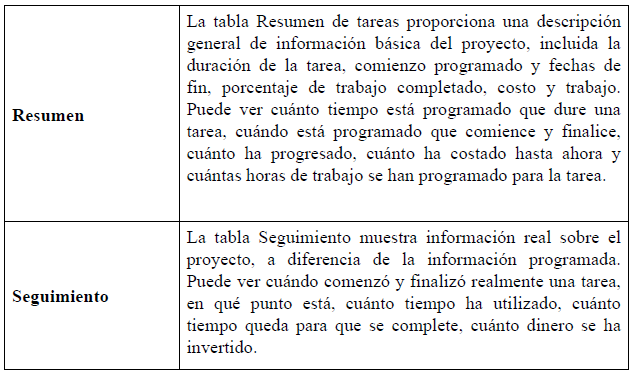 La tabla Resumen de tareas proporciona una descripción
general de información básica del proyecto, incluida la
duración de la tarea, comienzo programado y fechas de
fin, porcentaje de trabajo completado, costo y trabajo.
Resumen
Puede ver cuánto tiempo está programado que dure una
tarea, cuándo está programado que comience y finalice,
cuánto ha progresado, cuánto ha costado hasta ahora y
cuántas horas de trabajo se han programado para la tarea.
La tabla Seguimiento muestra información real sobre el
proyecto, a diferencia de la información programada.
Puede ver cuándo comenzó y finalizó realmente una tarea,
Seguimiento
en qué punto está, cuánto tiempo ha utilizado, cuánto
tiempo queda para que se complete, cuánto dinero se ha
invertido.